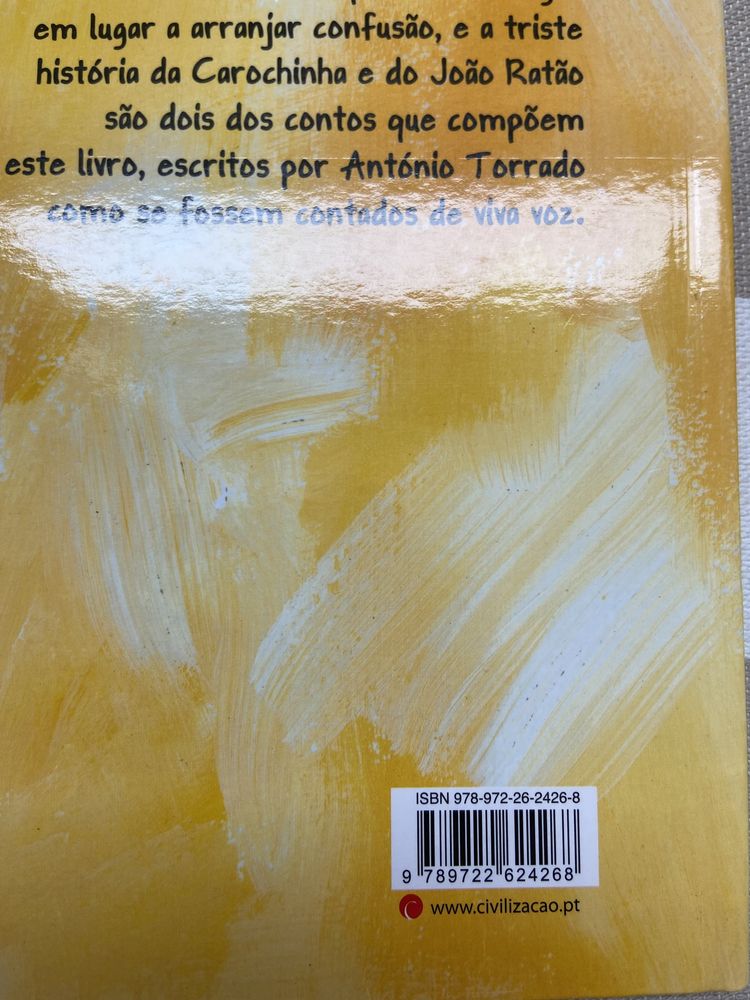 em lugar a arranjar confusão, e a triste
história da Carochinha e do João Ratão
são dois dos contos que compõem
este livro, escritos por António Torrado
como se fossem contados de viva voz.
ISBN 978-972-26-2426-8
9 789722 624268
www.civilizacao.pt